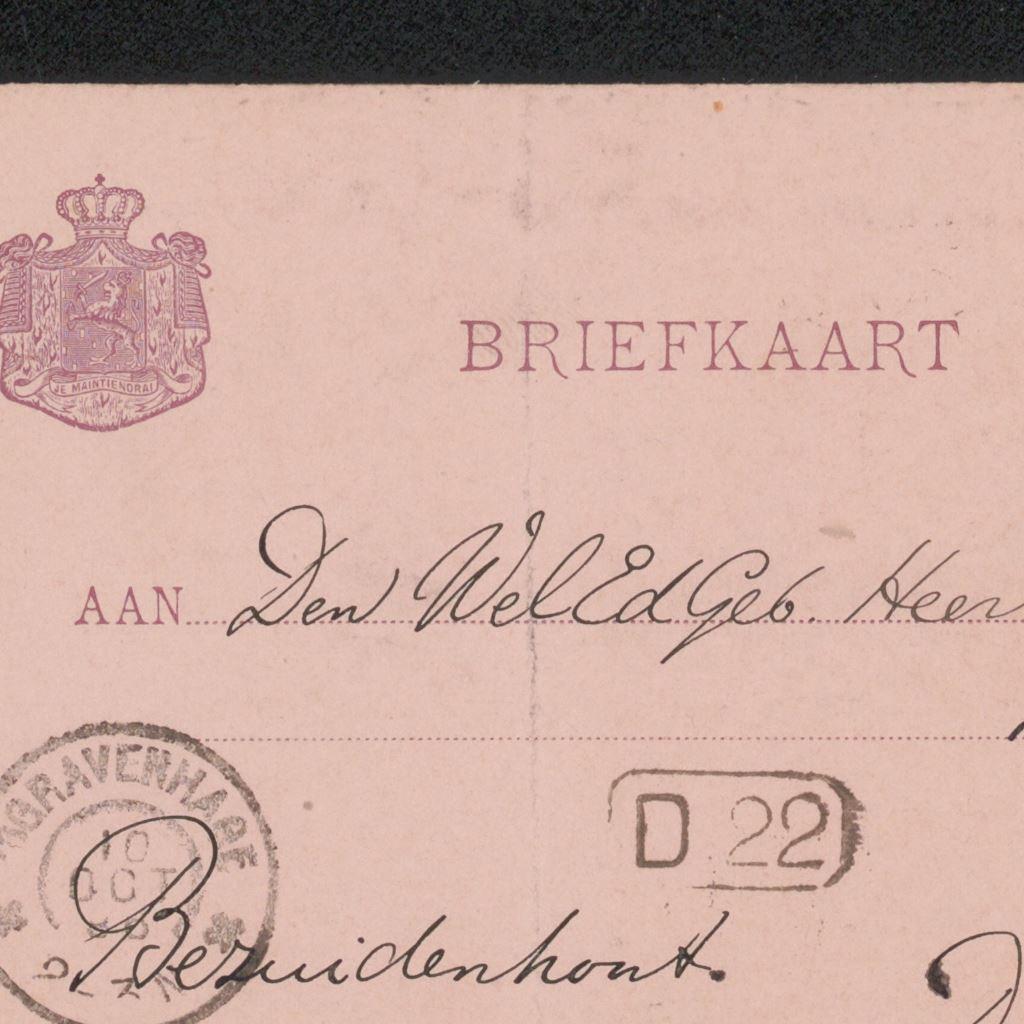 JE MAINTIENDRAI
BRIEFKAART
AAN Den WelEdGeb. Heer
D 22
'SGRAVENHAGE
10
OCT
Bezuidenhout.